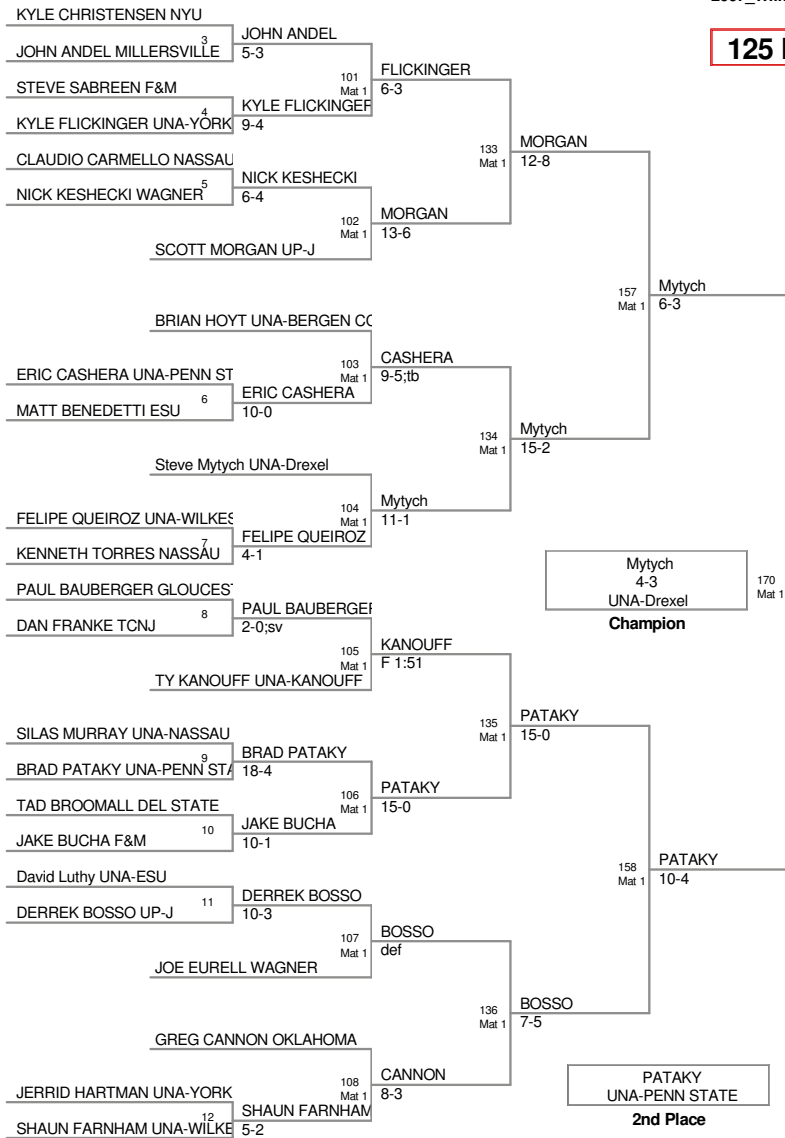 KYLE CHRISTENSEN NYU
3
JOHN ANDEL MILLERSVILLE
JOHN ANDEL
5-3
STEVE SABREEN F&M
4
KYLE FLICKINGER UNA-YORK
KYLE FLICKINGER
9-4
101
Mat 1
FLICKINGER
6-3
CLAUDIO CARMELLO NASSAU
5
NICK KESHECKI WAGNER
NICK KESHECKI
6-4
102
Mat 1
MORGAN
13-6
SCOTT MORGAN UP-J
133
Mat 1
MORGAN
12-8
125
BRIAN HOYT UNA-BERGEN
103
Mat 1
CASHERA
9-5;tb
ERIC CASHERA UNA-PENN ST
6
MATT BENEDETTI ESU
ERIC CASHERA
10-0
134
Mat 1
Mytych
15-2
157
Mat 1
Mytych
6-3
Steve Mytych UNA-Drexel
104
Mat 1
Mytych
11-1
FELIPE QUEIROZ UNA-WILKES
7
KENNETH TORRES NASSAU
FELIPE QUEIROZ
4-1
Mytych
4-3
UNA-Drexel
Champion
170
Mat 1
PAUL BAUBERGER GLOUCES
8
DAN FRANKE TCNJ
PAUL BAUBERGER
2-0;sv
105
Mat 1
KANOUFF
F 1:51
TY KANOUFF UNA-KANOUFF
135
Mat 1
PATAKY
15-0
SILAS MURRAY UNA-NASSAU
9
BRAD PATAKY UNA-PENN STA
BRAD PATAKY
18-4
106
Mat 1
PATAKY
15-0
TAD BROOMALL DEL STATE
10
JAKE BUCHA F&M
JAKE BUCHA
10-1
158
Mat 1
PATAKY
10-4
David Luthy UNA-ESU
11
DERREK BOSSO UP-J
DERREK BOSSO
10-3
107
Mat 1
BOSSO
def
JOE EURELL WAGNER
136
Mat 1
BOSSO
7-5
GREG CANNON OKLAHOMA
108
Mat 1
CANNON
8-3
JERRID HARTMAN UNA-YORK
12
SHAUN FARNHAM UNA-WILKE
SHAUN FARNHAM
5-2
PATAKY
UNA-PENN STATE
2nd Place